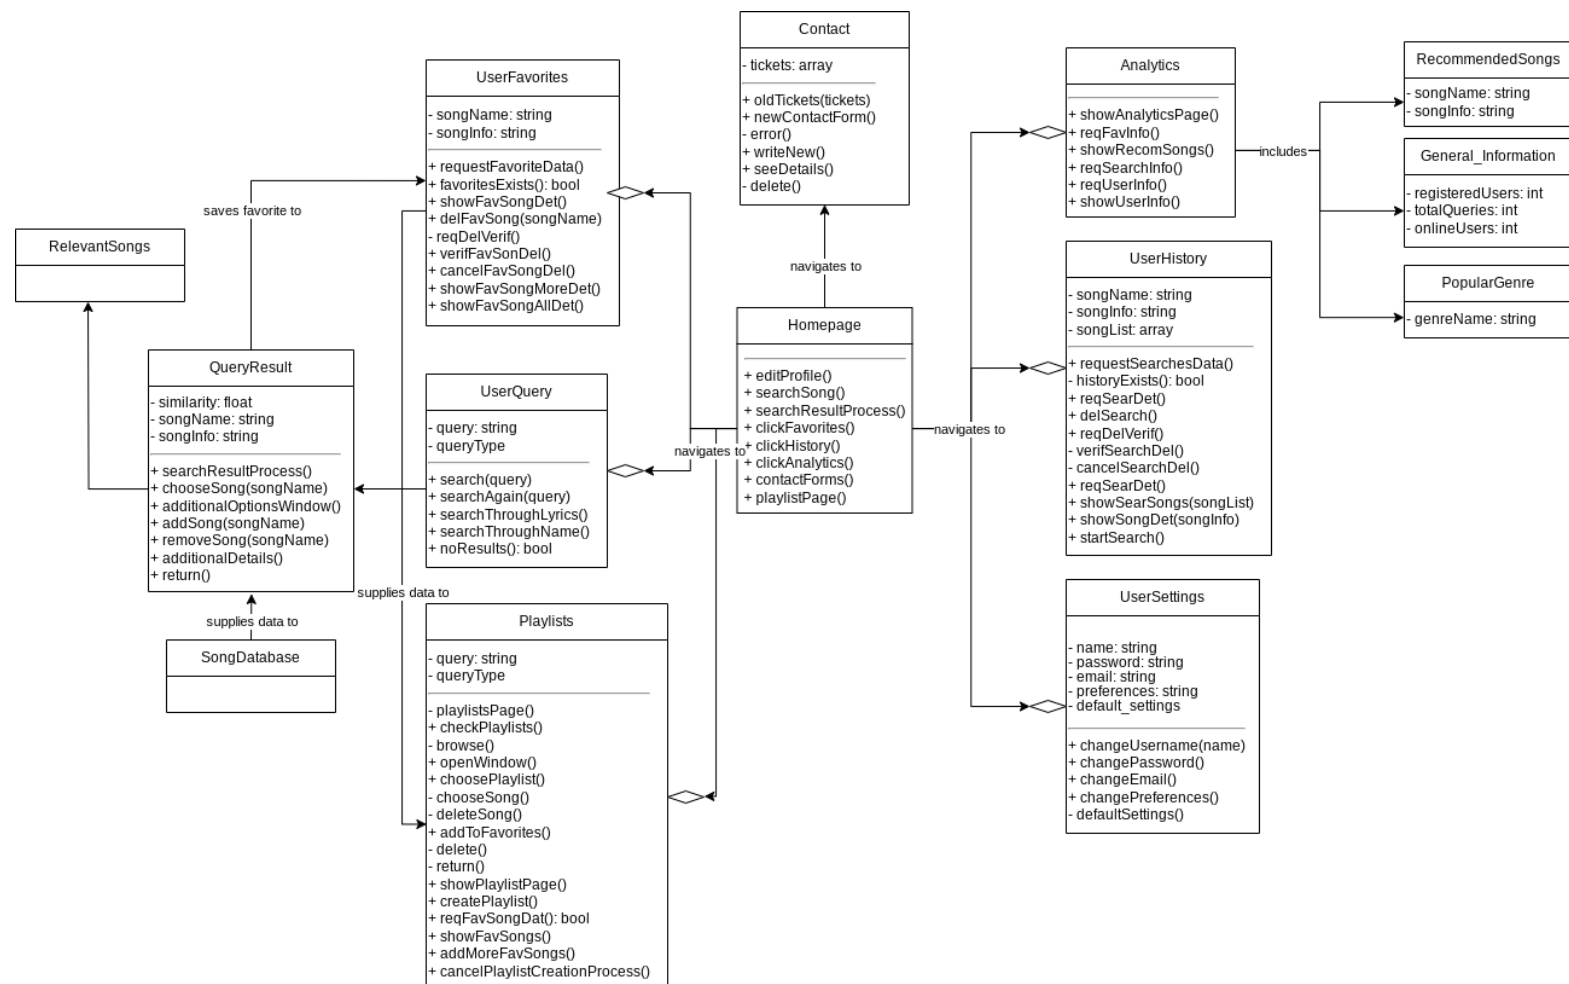 Contact
- tickets: array
+ oldTickets(tickets)
+ newContactForm()
- error()
+ writeNew()
+ seeDetails()
- delete()
UserFavorites
- songName: string
- songInfo: string
+ requestFavoriteData()
+ favoritesExists(): bool
+ showFavSongDet()
+ delFavSong(songName)
- reqDelVerif()
+ verifFavSonDel()
+ cancelFavSongDel()
+ showFavSongMoreDet()
+ showFavSongAllDet()
Analytics
+ showAnalyticsPage()
+ reqFavInfo()
+ showRecomSongs()
+ reqSearchInfo()
+ reqUserInfo()
+ showUserInfo()
includes
RecommendedSongs
- songName: string
- songInfo: string
General_Information
- registeredUsers: int
- totalQueries: int
- onlineUsers: int
PopularGenre
- genreName: string
saves favorite to
RelevantSongs
navigates to
UserHistory
- songName: string
- songInfo: string
- songList: array
+ requestSearchesData()
- historyExists(): bool
+ reqSearDet()
+ delSearch()
+ reqDelVerif()
- verifSearchDel()
- cancelSearchDel()
+ reqSearDet()
+ showSearSongs(songList)
+ showSongDet(songInfo)
+ startSearch()
Homepage
+ editProfile()
+ searchSong()
+ searchResultProcess()
+ clickFavorites()
+ clickHistory()
+ clickAnalytics()
+ contactForms()
+ playlistPage()
navigates to
navigates to
QueryResult
- similarity: float
- songName: string
- songInfo: string
+ searchResultProcess()
+ chooseSong(songName)
+ additionalOptionsWindow()
+ addSong(songName)
+ removeSong(songName)
+ additionalDetails()
+ return()
UserQuery
- query: string
- queryType
+ search(query)
+ searchAgain(query)
+ searchThroughLyrics()
+ searchThroughName()
+ noResults(): bool
supplies data to
supplies data to
SongDatabase
Playlists
- query: string
- queryType
- playlistsPage()
+ checkPlaylists()
- browse()
+ openWindow()
+ choosePlaylist()
- chooseSong()
- deleteSong()
+ addToFavorites()
- delete()
- return()
+ showPlaylistPage()
+ createPlaylist()
+ reqFavSongDat(): bool
+ showFavSongs()
+ addMoreFavSongs()
+ cancelPlaylistCreationProcess()
UserSettings
- name: string
- password: string
- email: string
- preferences: string
- default_settings
+ changeUsername(name)
+ changePassword()
+ changeEmail()
+ changePreferences()
- defaultSettings()